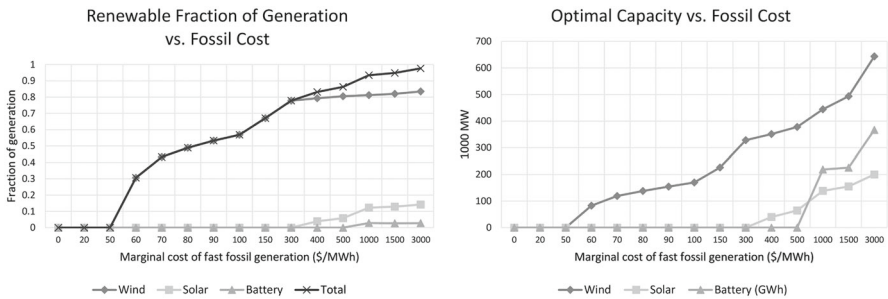 Renewable Fraction of Generation
vs. Fossil Cost
Fraction of generation
1
0.9
0.8
0.7
0.6
0.5
0.4
0.3
0.2
0.1
0
0 20 50 60 70 80 90 100 150 300 400 500 1000 1500 3000
Marginal cost of fast fossil generation ($/MWh)
Wind Solar Battery Total
Optimal Capacity vs. Fossil Cost
1000 MW
700
600
500
400
300
200
100
0
0 20 50 60 70 80 90 100 150 300 400 500 1000 1500 3000
Marginal cost of fast fossil generation ($/MWh)
Wind Solar Battery (GWh)